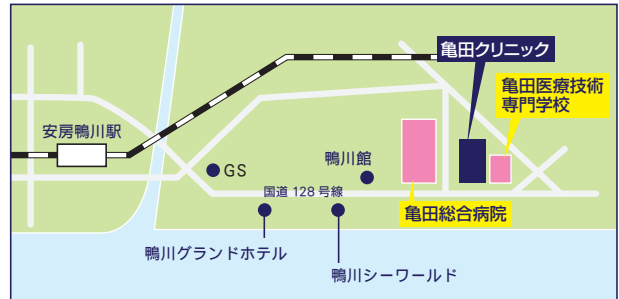 亀田クリニック
亀田医療技術
専門学校
安房鴨川駅
GS
鴨川館
国道 128 号線
亀田総合病院
鴨川グランドホテル
鴨川シーワールド